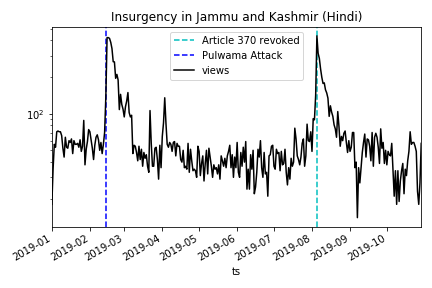 Insurgency in Jammu and Kashmir (Hindi)
Article 370 revoked
Pulwama Attack
views
10²
2019-01
2019-02
2019-03
2019-04
2019-05
2019-06
2019-07
2019-08
2019-09
2019-10
ts